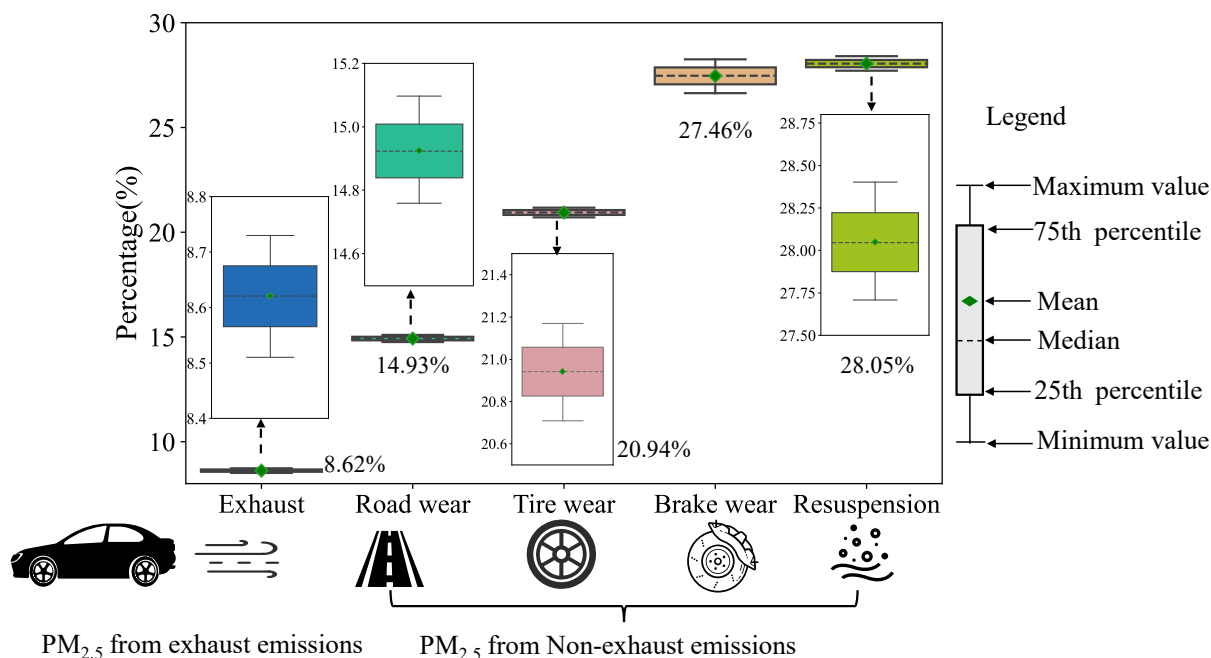 30
25
20
15
10
Percentage(%)
8.8
8.7
8.6
8.5
8.4
8.62%
15.2
15.0
14.8
14.6
14.93%
21.4
21.2
21.0
20.8
20.6
20.94%
27.46%
28.75
28.50
28.25
28.00
27.75
27.50
28.05%
Exhaust Road wear Tire wear Brake wear Resuspension
PM2.5 from exhaust emissions
PM2.5 from Non-exhaust emissions
Legend
Maximum value
75th percentile
Mean
Median
25th percentile
Minimum value